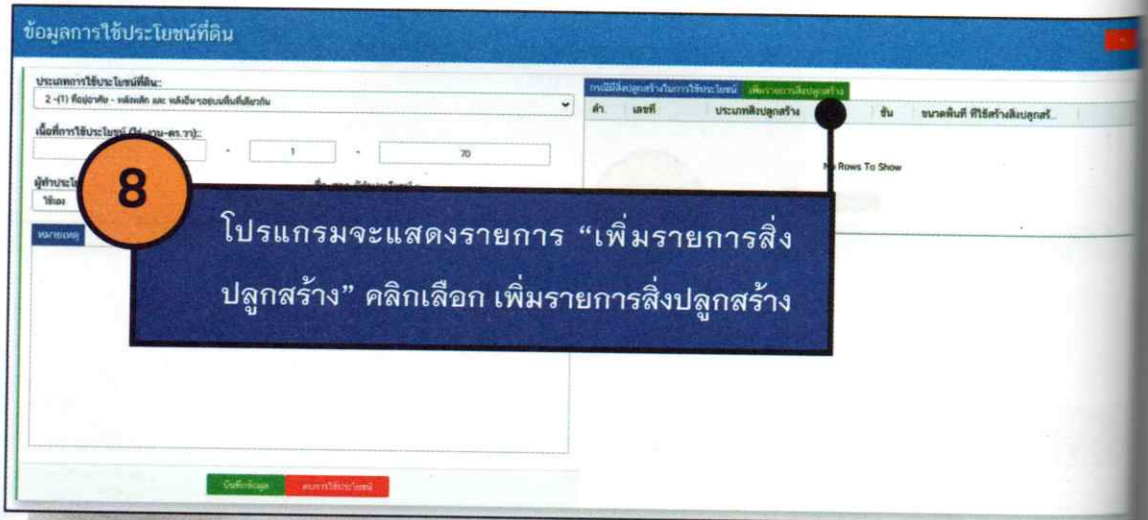 ข้อมูลการใช้ประโยชน์ที่ดิน
ประเภทการใช้ประโยชน์ที่ดิน::
2 -(1) ที่อยู่อาศัย - หลังหลัก และ หลังอื่นๆอยู่บนพื้นที่เดียวกัน
เนื้อที่การใช้ประโยชน์ (ไร่-งาน-ตร.วา)::
- 1 - 70
ใช้เอง
หมายเหตุ
บันทึกข้อมูล ลบการใช้ประโยชน์
กรณีมีสิ่งปลูกสร้างในการใช้ประโยชน์ เพิ่มรายการสิ่งปลูกสร้าง
ลำ. เลขที่ ประเภทสิ่งปลูกสร้าง ชั้น ขนาดพื้นที่ ที่ใช้สร้างสิ่งปลูกสร้..
Rows To Show
8
โปรแกรมจะแสดงรายการ “เพิ่มรายการสิ่ง
ปลูกสร้าง” คลิกเลือก เพิ่มรายการสิ่งปลูกสร้าง